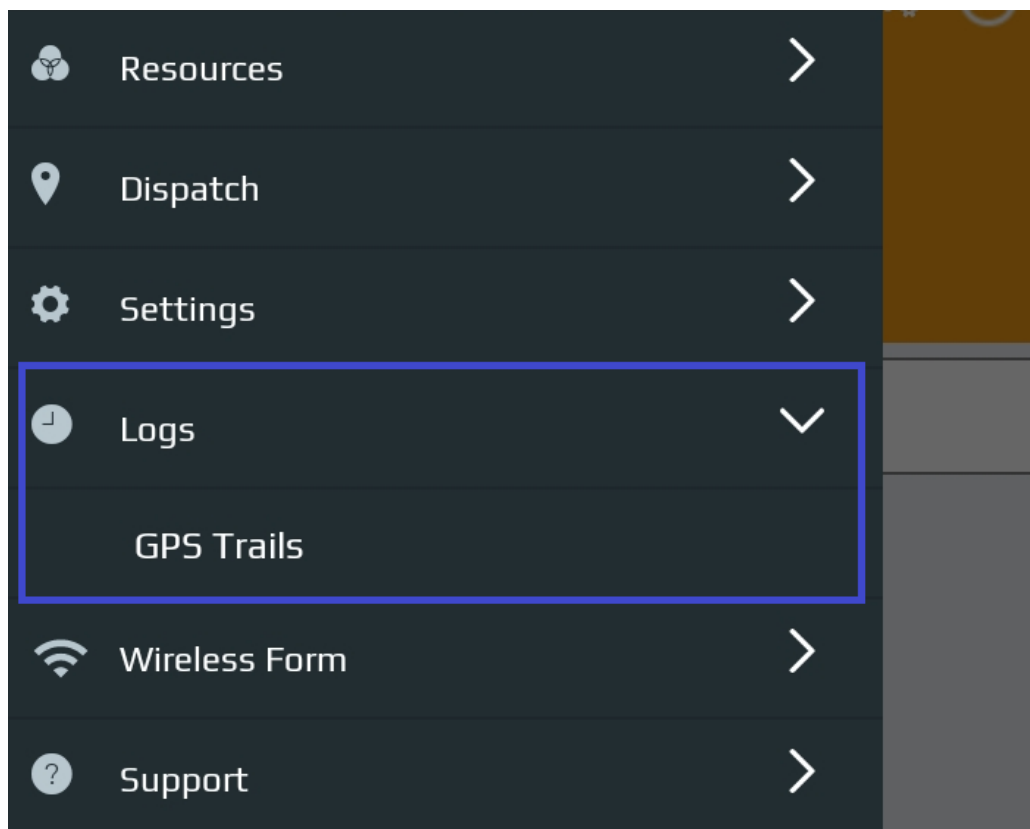 Resources
Dispatch
Settings
Logs
GPS Trails
Wireless Form
Support